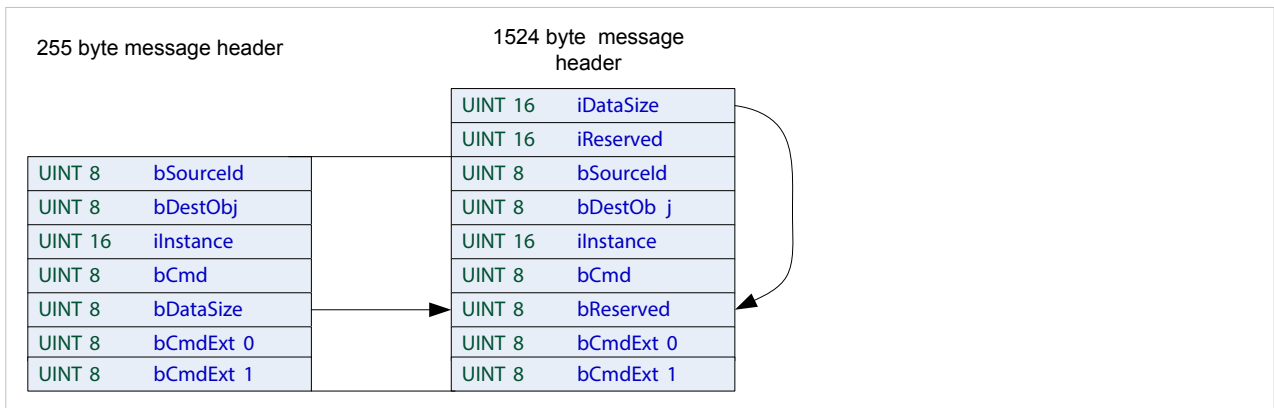 255 byte message header
1524 byte message
header
UINT 16 iDataSize
UINT 16 iReserved
UINT 8 bSourceId
UINT 8 bDestObj
UINT 16 iInstance
UINT 8 bCmd
UINT 8 bDataSize
UINT 8 bCmdExt 0
UINT 8 bCmdExt 1
UINT 8 bSourceId
UINT 8 bDestOb j
UINT 16 iInstance
UINT 8 bCmd
UINT 8 bReserved
UINT 8 bCmdExt 0
UINT 8 bCmdExt 1